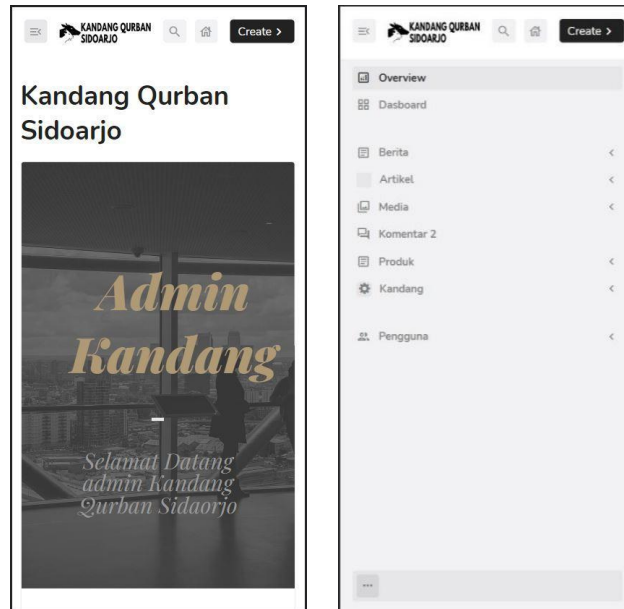 KANDANG QURBAN
SIDOARJO
Create >
Kandang Qurban
Sidoarjo
Admin
Kandang
Selamat Datang
admin Kandang
Qurban Sidaorjo
KANDANG QURBAN
SIDOARJO
Create >
Overview
Dasboard
Berita
Artikel
Media
Komentar 2
Produk
Kandang
Pengguna